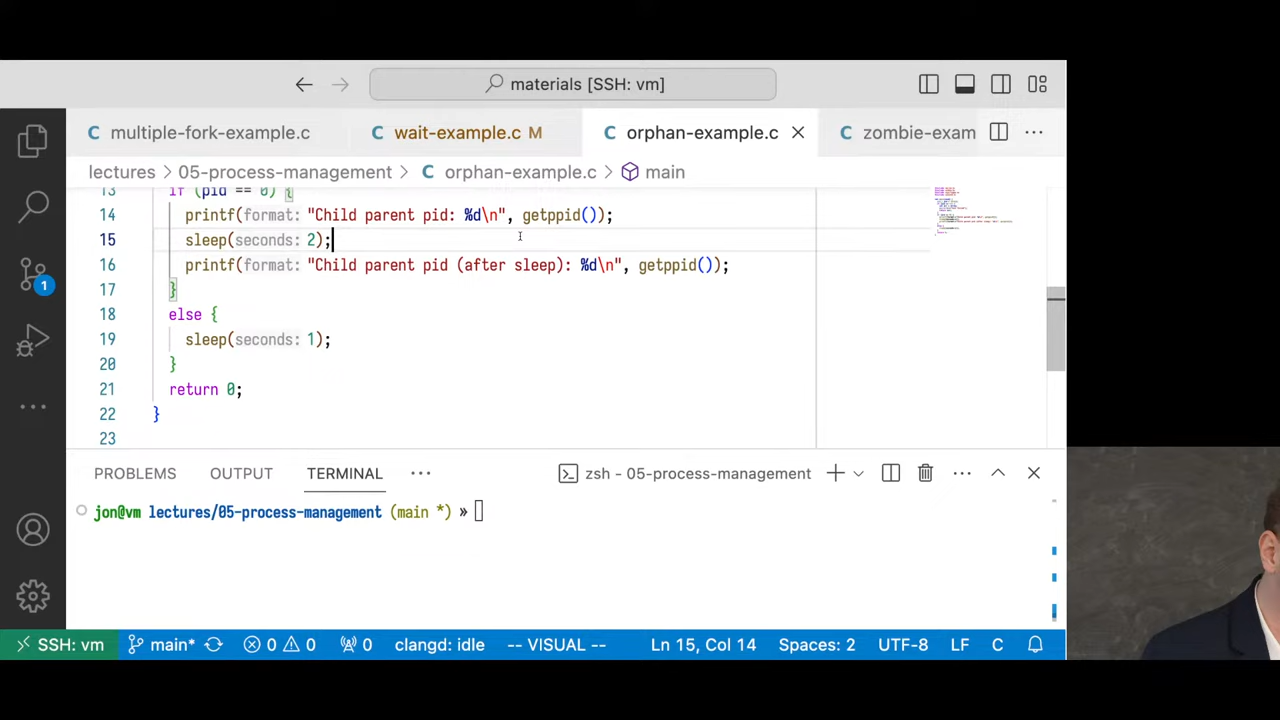 materials [SSH: vm]
multiple-fork-example.c
wait-example.c M
orphan-example.c
zombie-exam
lectures > 05-process-management > C orphan-example.c > main
13 if (pid == 0) {
14 printf(format: "Child parent pid: %d\n", getppid());
15 sleep(seconds: 2);
16 printf(format: "Child parent pid (after sleep): %d\n", getppid());
17 }
18 else {
19 sleep(seconds: 1);
20 }
21 return 0;
22 }
23
PROBLEMS OUTPUT TERMINAL ··· zsh - 05-process-management
jon@vm lectures/05-process-management (main *) »
1
SSH: vm main* 0 0 0 clangd: idle -- VISUAL -- Ln 15, Col 14 Spaces: 2 UTF-8 LF C